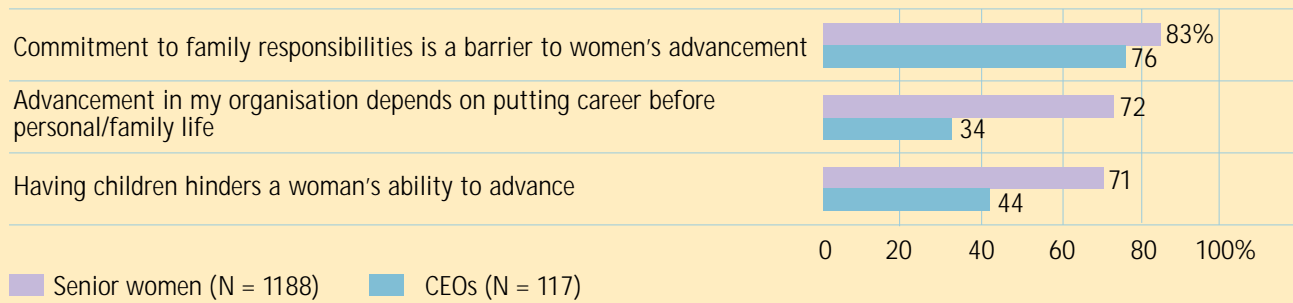 Commitment to family responsibilities is a barrier to women's advancement
83%
76
Advancement in my organisation depends on putting career before
personal/family life
72
34
Having children hinders a woman's ability to advance
71
44
0 20 40 60 80 100%
Senior women (N = 1188) CEOs (N = 117)